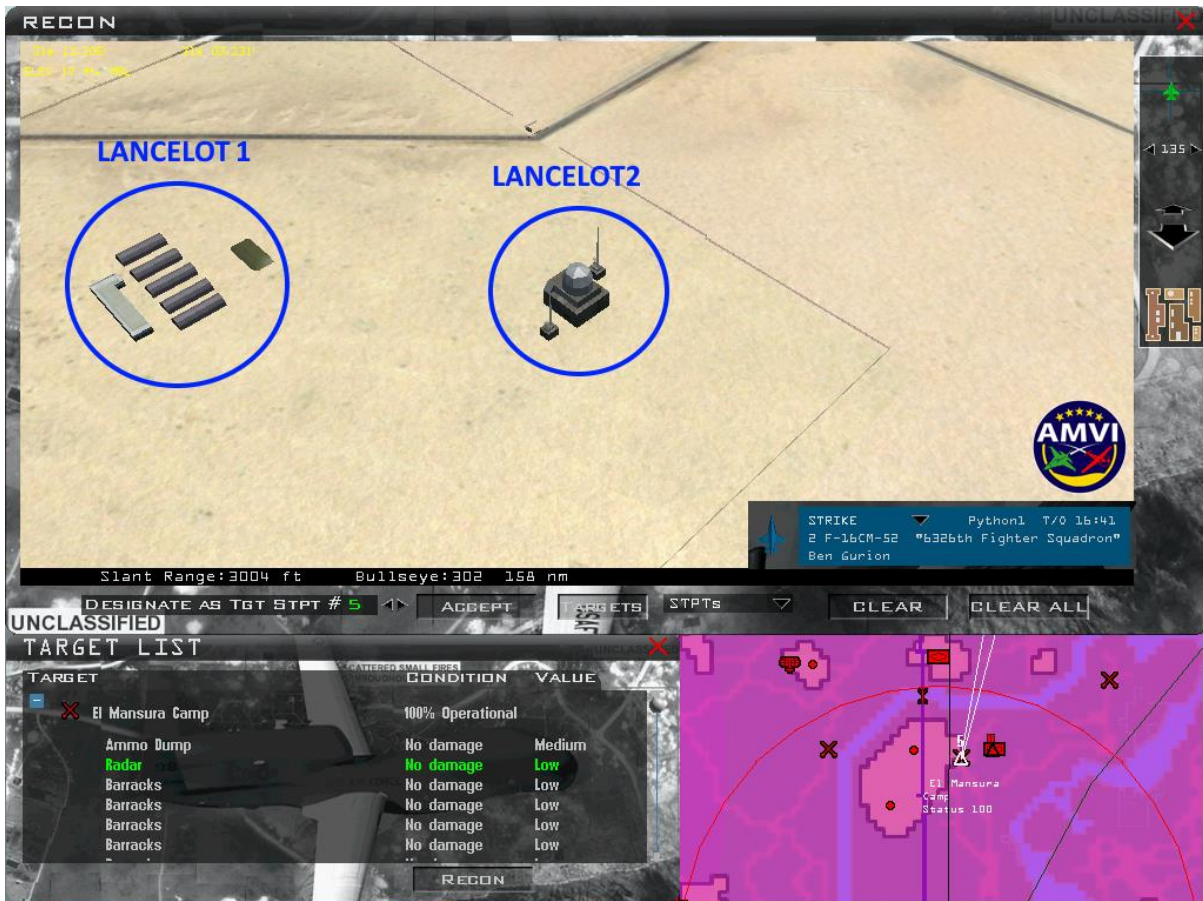 RECON
UNCLASSIFIED
LANCELOT 1
LANCELOT2
135
AMVI
STRIKE Python1 T/O 16:41
2 F-16CM-52 "6326th Fighter Squadron"
Ben Gurion
Slant Range:3004 ft Bullseye:302 158 nm
DESIGNATE AS TGT STPT # 5 ACCEPT TARGETS STPTs CLEAR CLEAR ALL
UNCLASSIFIED
TARGET LIST
CATTERED SMALL FIRES
TARGET CONDITION VALUE
El Mansura Camp 100% Operational
Ammo Dump No damage Medium
Radar No damage Low
Barracks No damage Low
Barracks No damage Low
Barracks No damage Low
Barracks No damage Low
RECON
5
El Mansura
Camp
Status 100